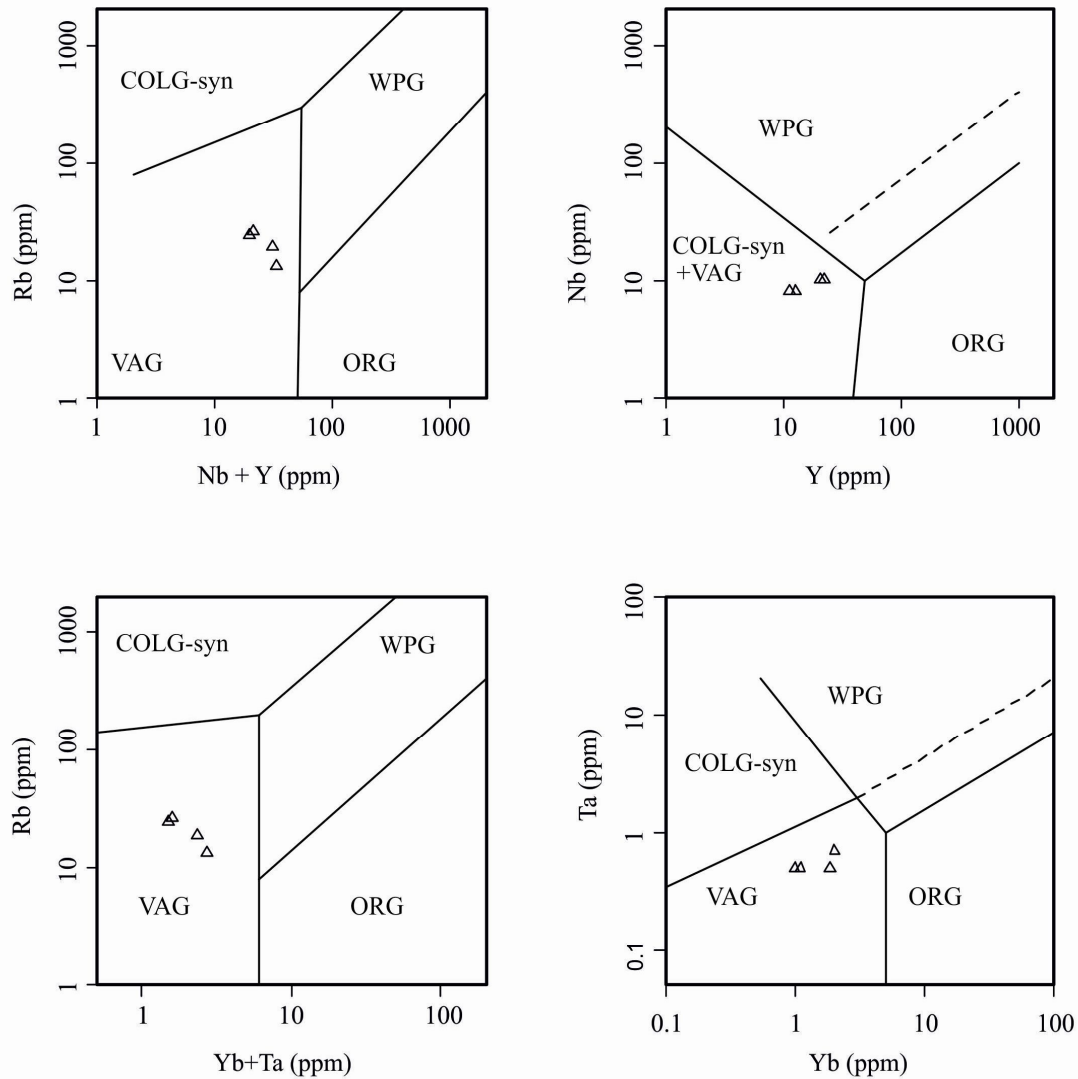 1000
COLG-syn
WPG
100
Rb (ppm)
10
VAG
ORG
1
1 10 100 1000
Nb + Y (ppm)
1000
WPG
100
Nb (ppm)
COLG-syn
+VAG
10
ORG
1
1 10 100 1000
Y (ppm)
1000
COLG-syn
WPG
100
Rb (ppm)
10
VAG
ORG
1
1 10 100
Yb+Ta (ppm)
100
WPG
10
COLG-syn
Ta (ppm)
1
VAG
ORG
0.1
0.1 1 10 100
Yb (ppm)